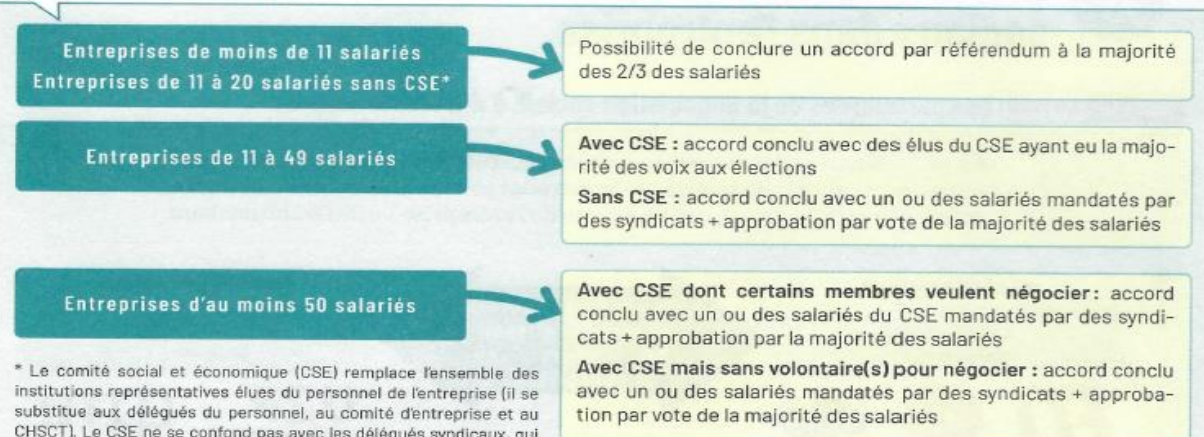 Entreprises de moins de 11 salariés
Entreprises de 11 à 20 salariés sans CSE*
Possibilité de conclure un accord par référendum à la majorité
des 2/3 des salariés
Entreprises de 11 à 49 salariés
Avec CSE : accord conclu avec des élus du CSE ayant eu la majo-
rité des voix aux élections
Sans CSE : accord conclu avec un ou des salariés mandatés par
des syndicats + approbation par vote de la majorité des salariés
Entreprises d'au moins 50 salariés
Avec CSE dont certains membres veulent négocier : accord
conclu avec un ou des salariés du CSE mandatés par des syndi-
cats + approbation par la majorité des salariés
Avec CSE mais sans volontaire(s) pour négocier : accord conclu
avec un ou des salariés mandatés par des syndicats + approba-
tion par vote de la majorité des salariés
* Le comité social et économique (CSE) remplace l'ensemble des
institutions représentatives élues du personnel de l'entreprise (il se
substitue aux délégués du personnel, au comité d'entreprise et au
CHSCT). Le CSE ne se confond pas avec les délégués syndicaux, qui